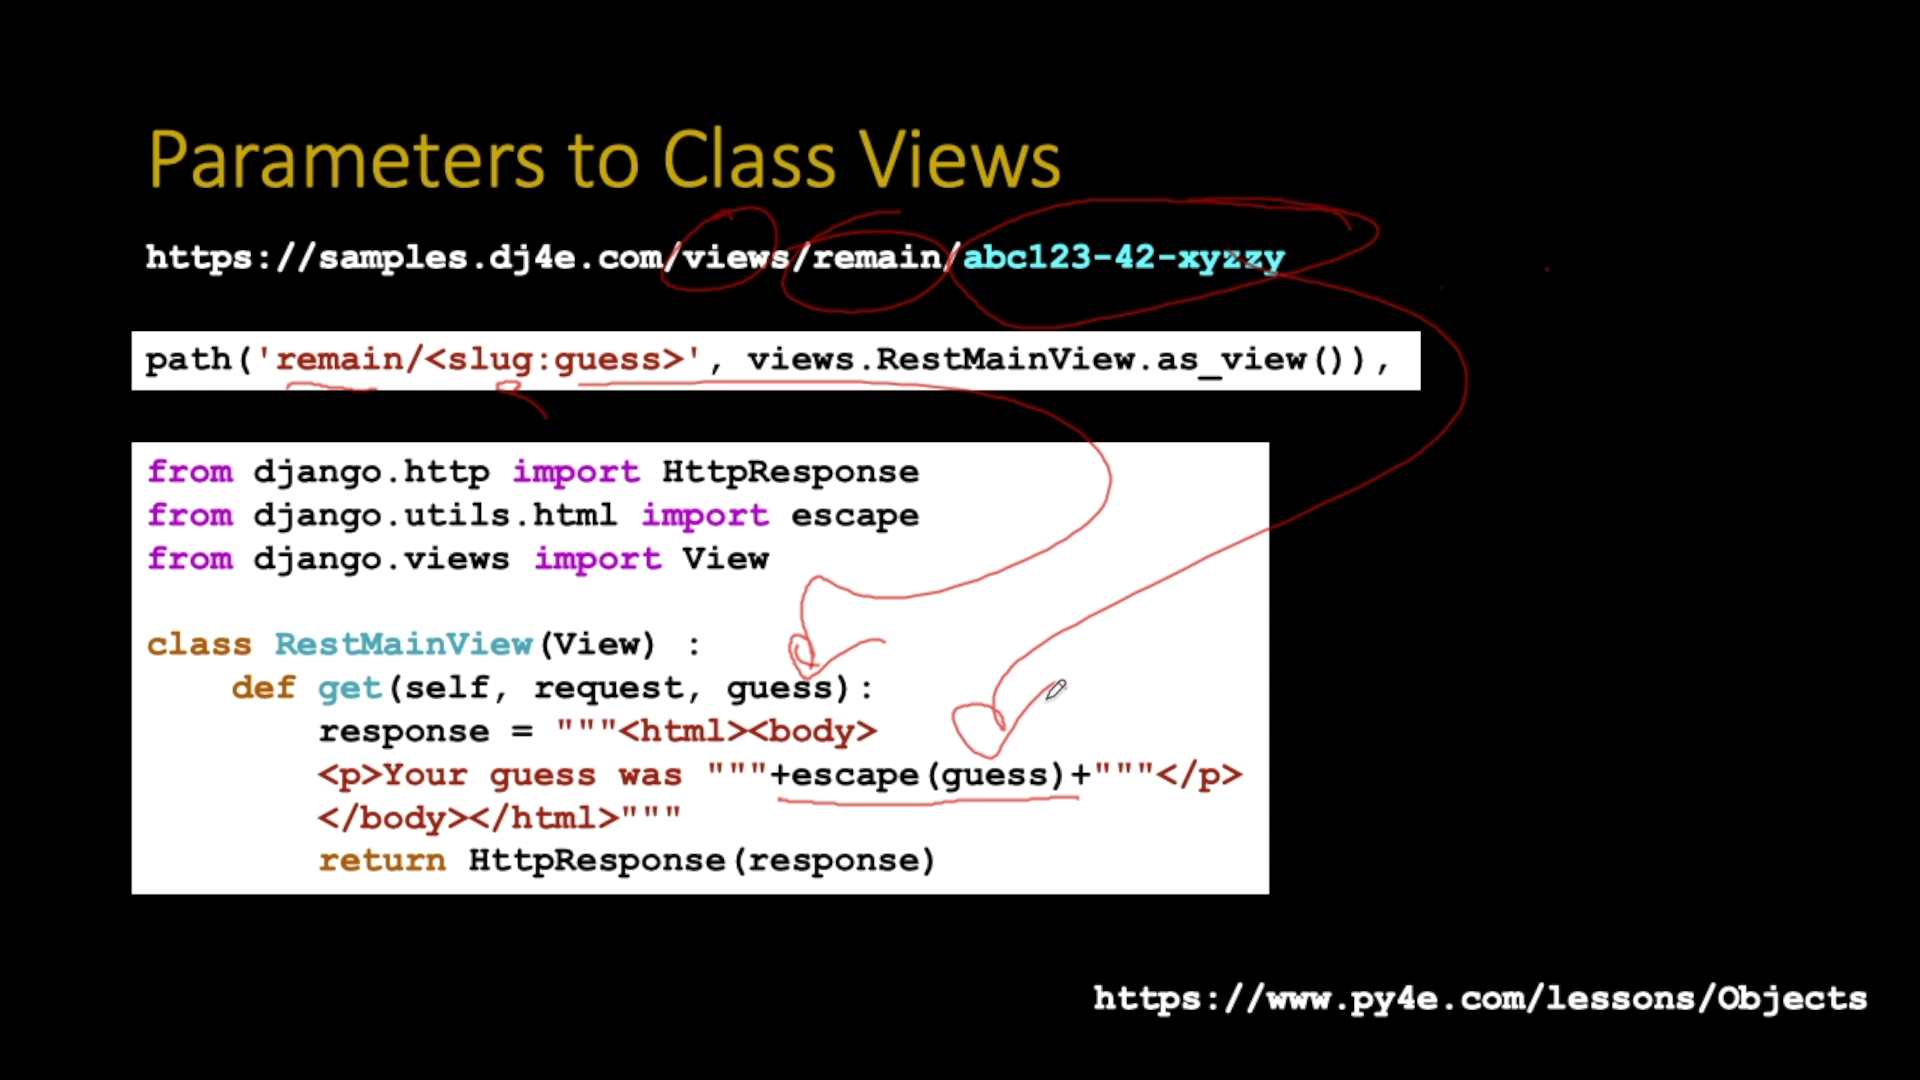 Parameters to Class Views
https://samples.dj4e.com/views/remain/abc123-42-xyzzy
path('remain/<slug:guess>', views.RestMainView.as_view()),
from django.http import HttpResponse
from django.utils.html import escape
from django.views import View
class RestMainView(View) :
    def get(self, request, guess):
        response = """<html><body>
        <p>Your guess was """+escape(guess)+"""</p>
        </body></html>"""
        return HttpResponse(response)
https://www.py4e.com/lessons/Objects